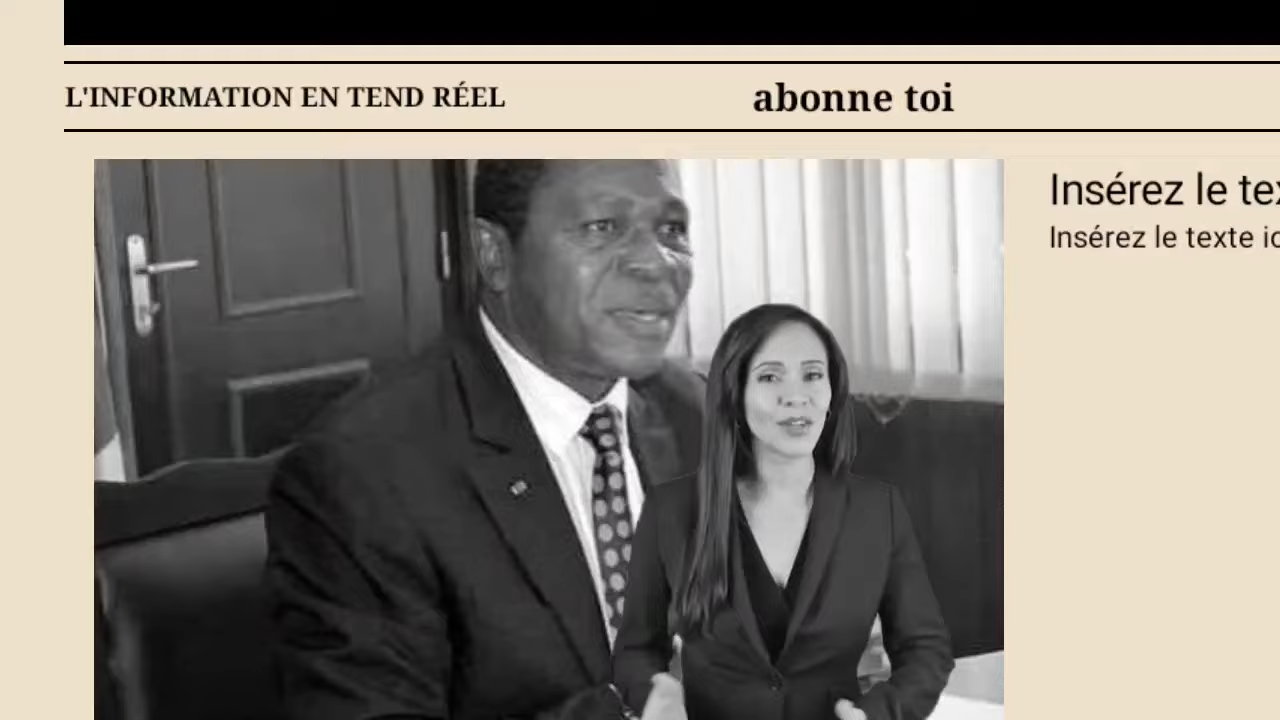 L'INFORMATION EN TEND RÉEL
abonne toi
Insérez le tex
Insérez le texte ic